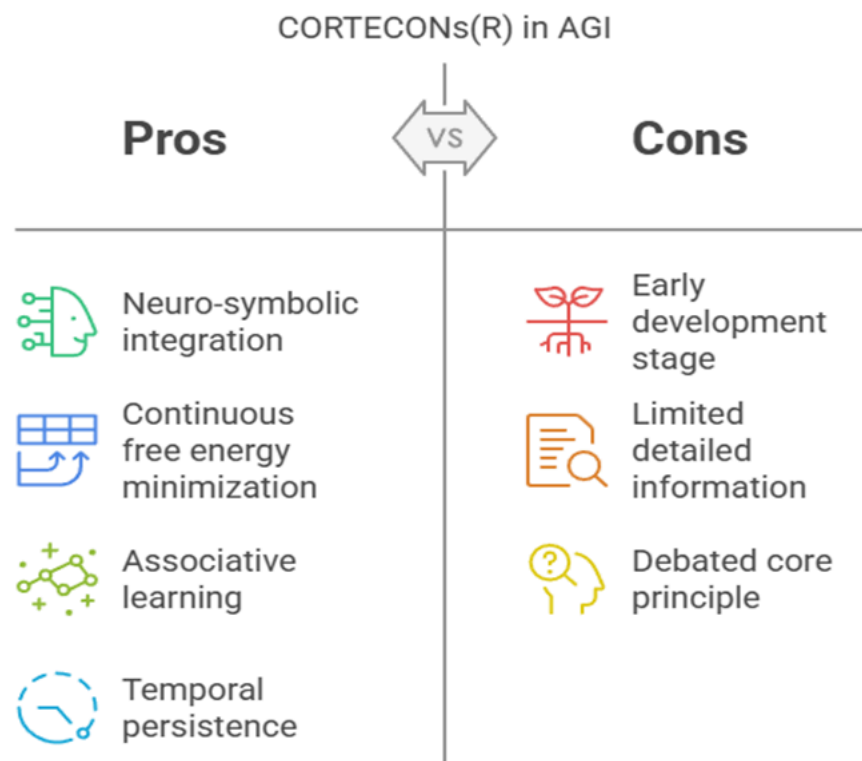 CORTECONs(R) in AGI
Pros
VS
Cons
Neuro-symbolic
integration
Continuous
free energy
minimization
Associative
learning
Temporal
persistence
Early
development
stage
Limited
detailed
information
?
Debated core
principle